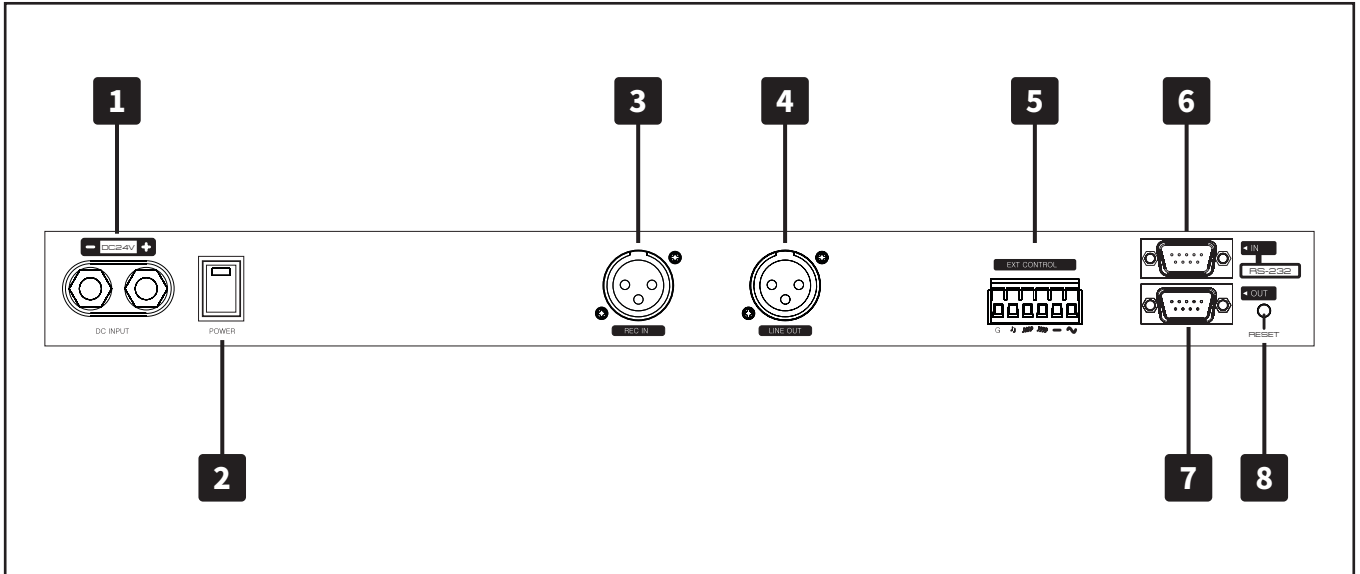 1
3
4
5
6
- DC24V +
DC INPUT
POWER
REC IN
LINE OUT
EXT CONTROL
G
IN
RS-232
OUT
RESET
2
7
8